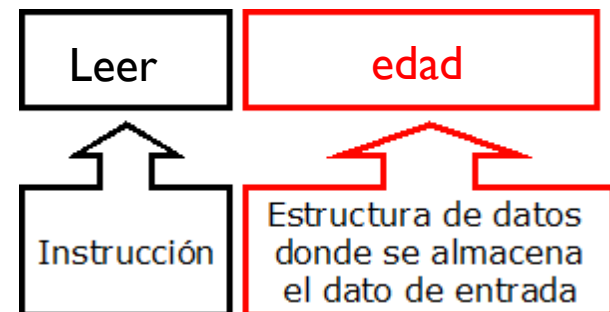 Leer
edad
Instrucción
Estructura de datos
donde se almacena
el dato de entrada